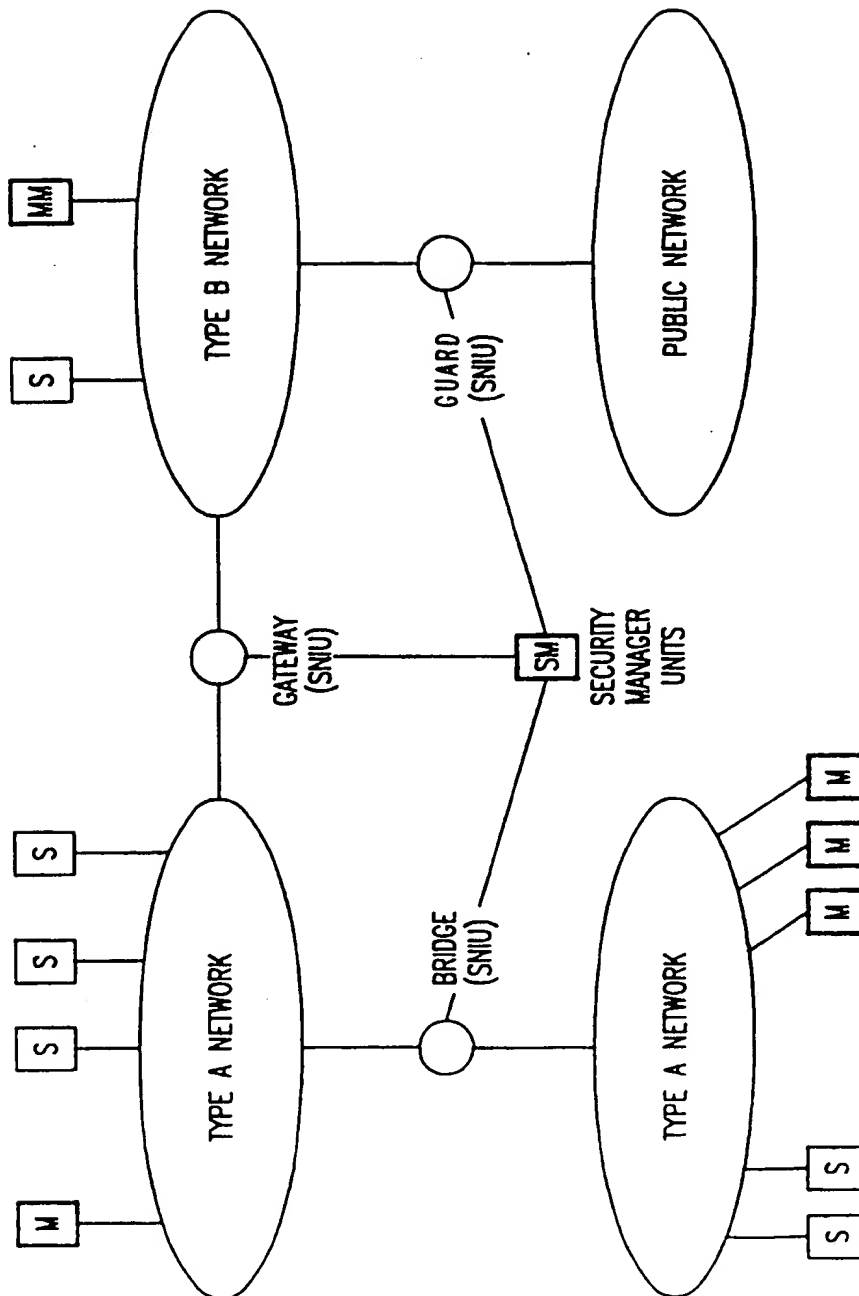 M
S
S
S
S
MM
TYPE A NETWORK
TYPE B NETWORK
GATEWAY
(SNIU)
BRIDGE
(SNIU)
GUARD
(SNIU)
SM
SECURITY
MANAGER
UNITS
TYPE A NETWORK
PUBLIC NETWORK
S
S
M
M
M